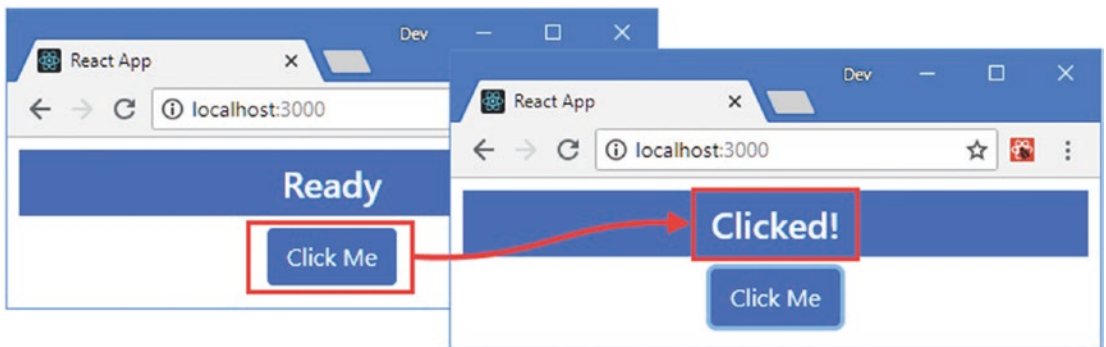 Dev
React App
localhost:3000
Ready
Click Me
Dev
React App
localhost:3000
Clicked!
Click Me